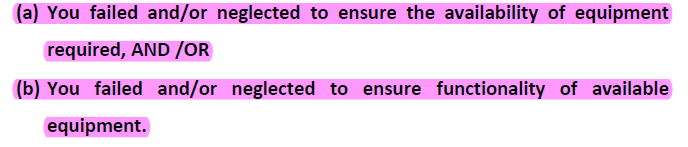 (a) You failed and/or neglected to ensure the availability of equipment
required, AND /OR
(b) You failed and/or neglected to ensure functionality of available
equipment.